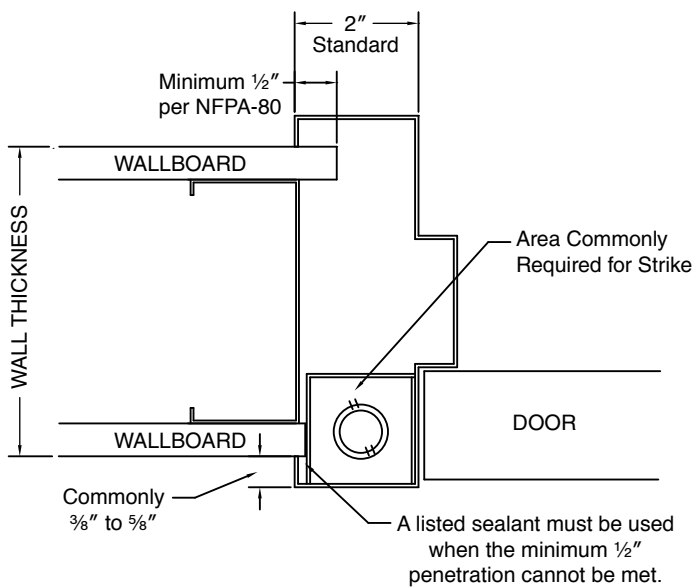 2″
Standard
Minimum ½″
per NFPA-80
WALLBOARD
WALL THICKNESS
Area Commonly
Required for Strike
DOOR
WALLBOARD
Commonly
⅜″ to ⅝″
A listed sealant must be used
when the minimum ½″
penetration cannot be met.